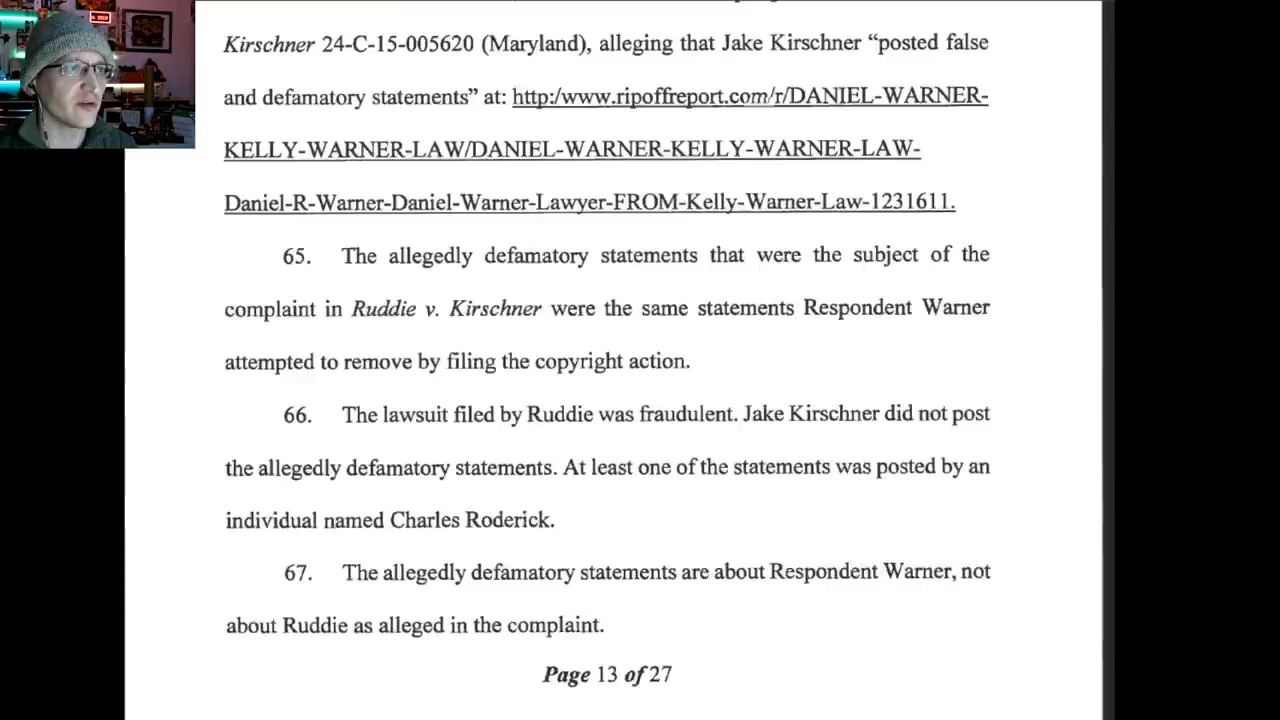 Kirschner 24-C-15-005620 (Maryland), alleging that Jake Kirschner “posted false
and defamatory statements” at: http:/www.ripoffreport.com/r/DANIEL-WARNER-
KELLY-WARNER-LAW/DANIEL-WARNER-KELLY-WARNER-LAW-
Daniel-R-Warner-Daniel-Warner-Lawyer-FROM-Kelly-Warner-Law-1231611.
65. The allegedly defamatory statements that were the subject of the
complaint in Ruddie v. Kirschner were the same statements Respondent Warner
attempted to remove by filing the copyright action.
66. The lawsuit filed by Ruddie was fraudulent. Jake Kirschner did not post
the allegedly defamatory statements. At least one of the statements was posted by an
individual named Charles Roderick.
67. The allegedly defamatory statements are about Respondent Warner, not
about Ruddie as alleged in the complaint.
Page 13 of 27